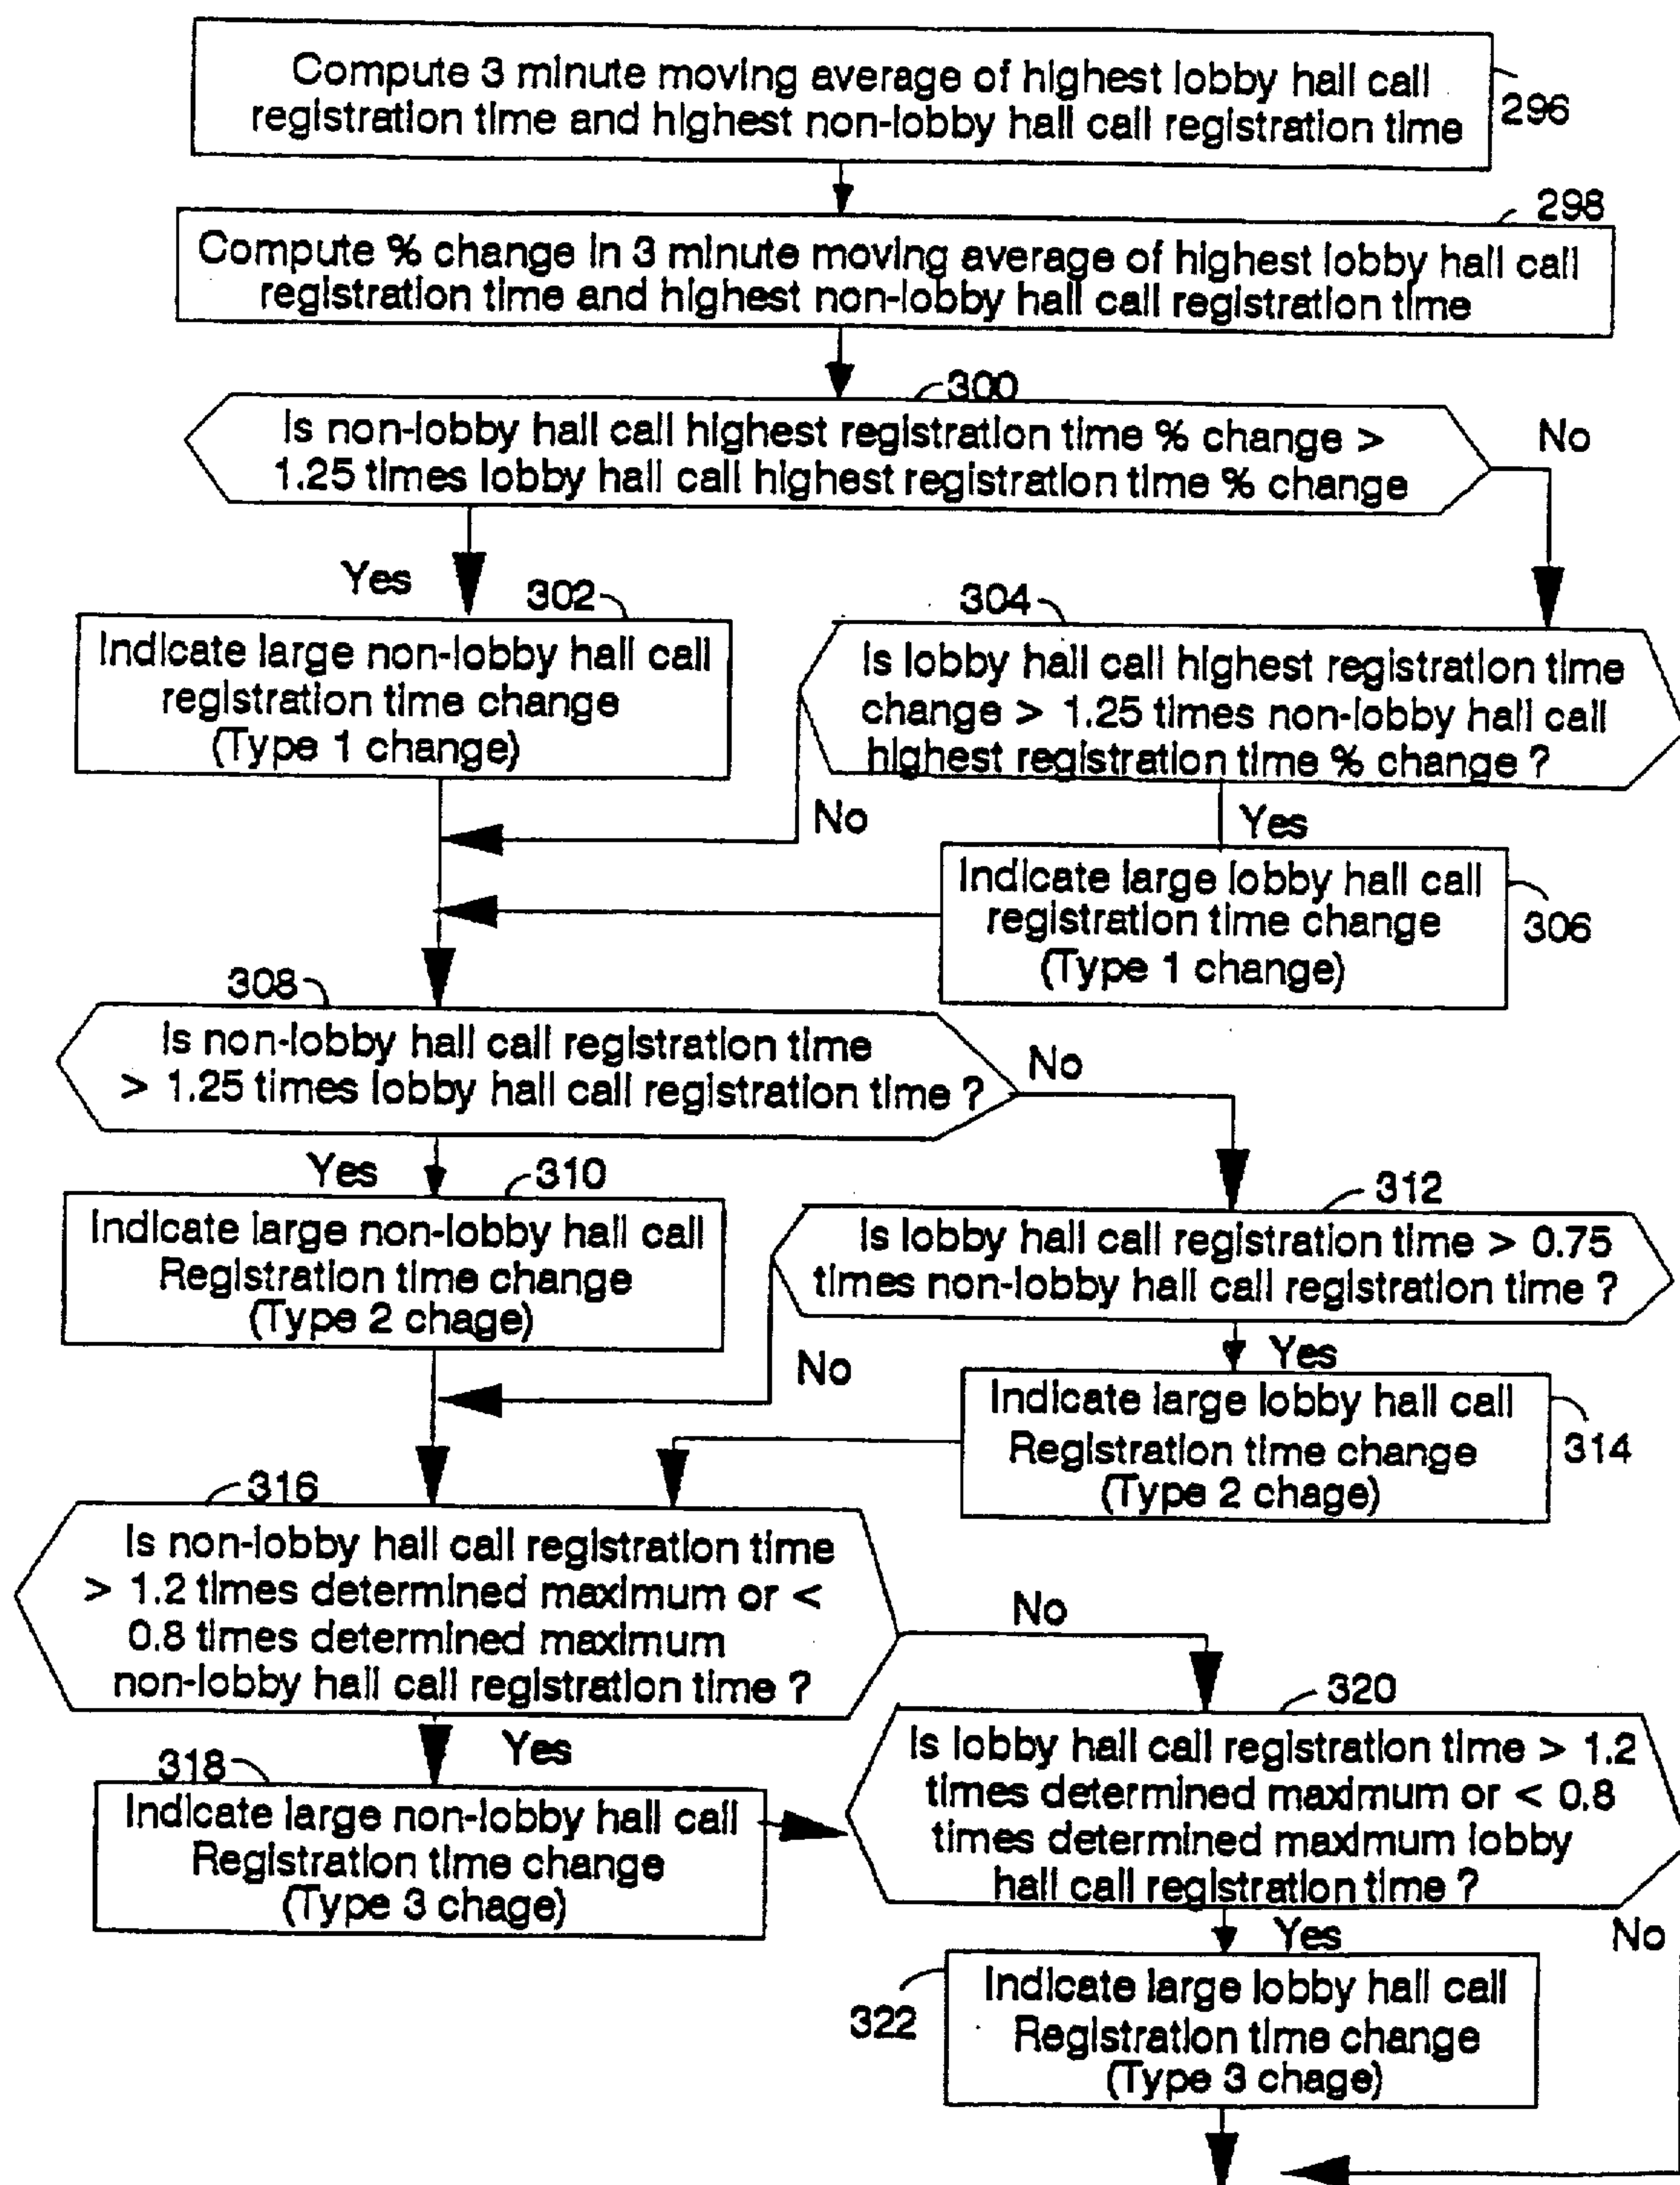 Compute 3 minute moving average of highest lobby hall call
registration time and highest non-lobby hall call registration time
296
298
Compute % change in 3 minute moving average of highest lobby hall call
registration time and highest non-lobby hall call registration time
300
Is non-lobby hall call highest registration time % change >
1.25 times lobby hall call highest registration time % change
No
Yes
302
Indicate large non-lobby hall call
registration time change
(Type 1 change)
304
Is lobby hall call highest registration time
change > 1.25 times non-lobby hall call
highest registration time % change ?
No
Yes
Indicate large lobby hall call
registration time change
(Type 1 change)
306
308
Is non-lobby hall call registration time
> 1.25 times lobby hall call registration time ?
No
Yes
310
Indicate large non-lobby hall call
Registration time change
(Type 2 chage)
312
Is lobby hall call registration time > 0.75
times non-lobby hall call registration time ?
No
Yes
Indicate large lobby hall call
Registration time change
(Type 2 chage)
314
316
Is non-lobby hall call registration time
> 1.2 times determined maximum or <
0.8 times determined maximum
non-lobby hall call registration time ?
No
Yes
318
Indicate large non-lobby hall call
Registration time change
(Type 3 chage)
320
Is lobby hall call registration time > 1.2
times determined maximum or < 0.8
times determined maximum lobby
hall call registration time ?
Yes
No
322
Indicate large lobby hall call
Registration time change
(Type 3 chage)